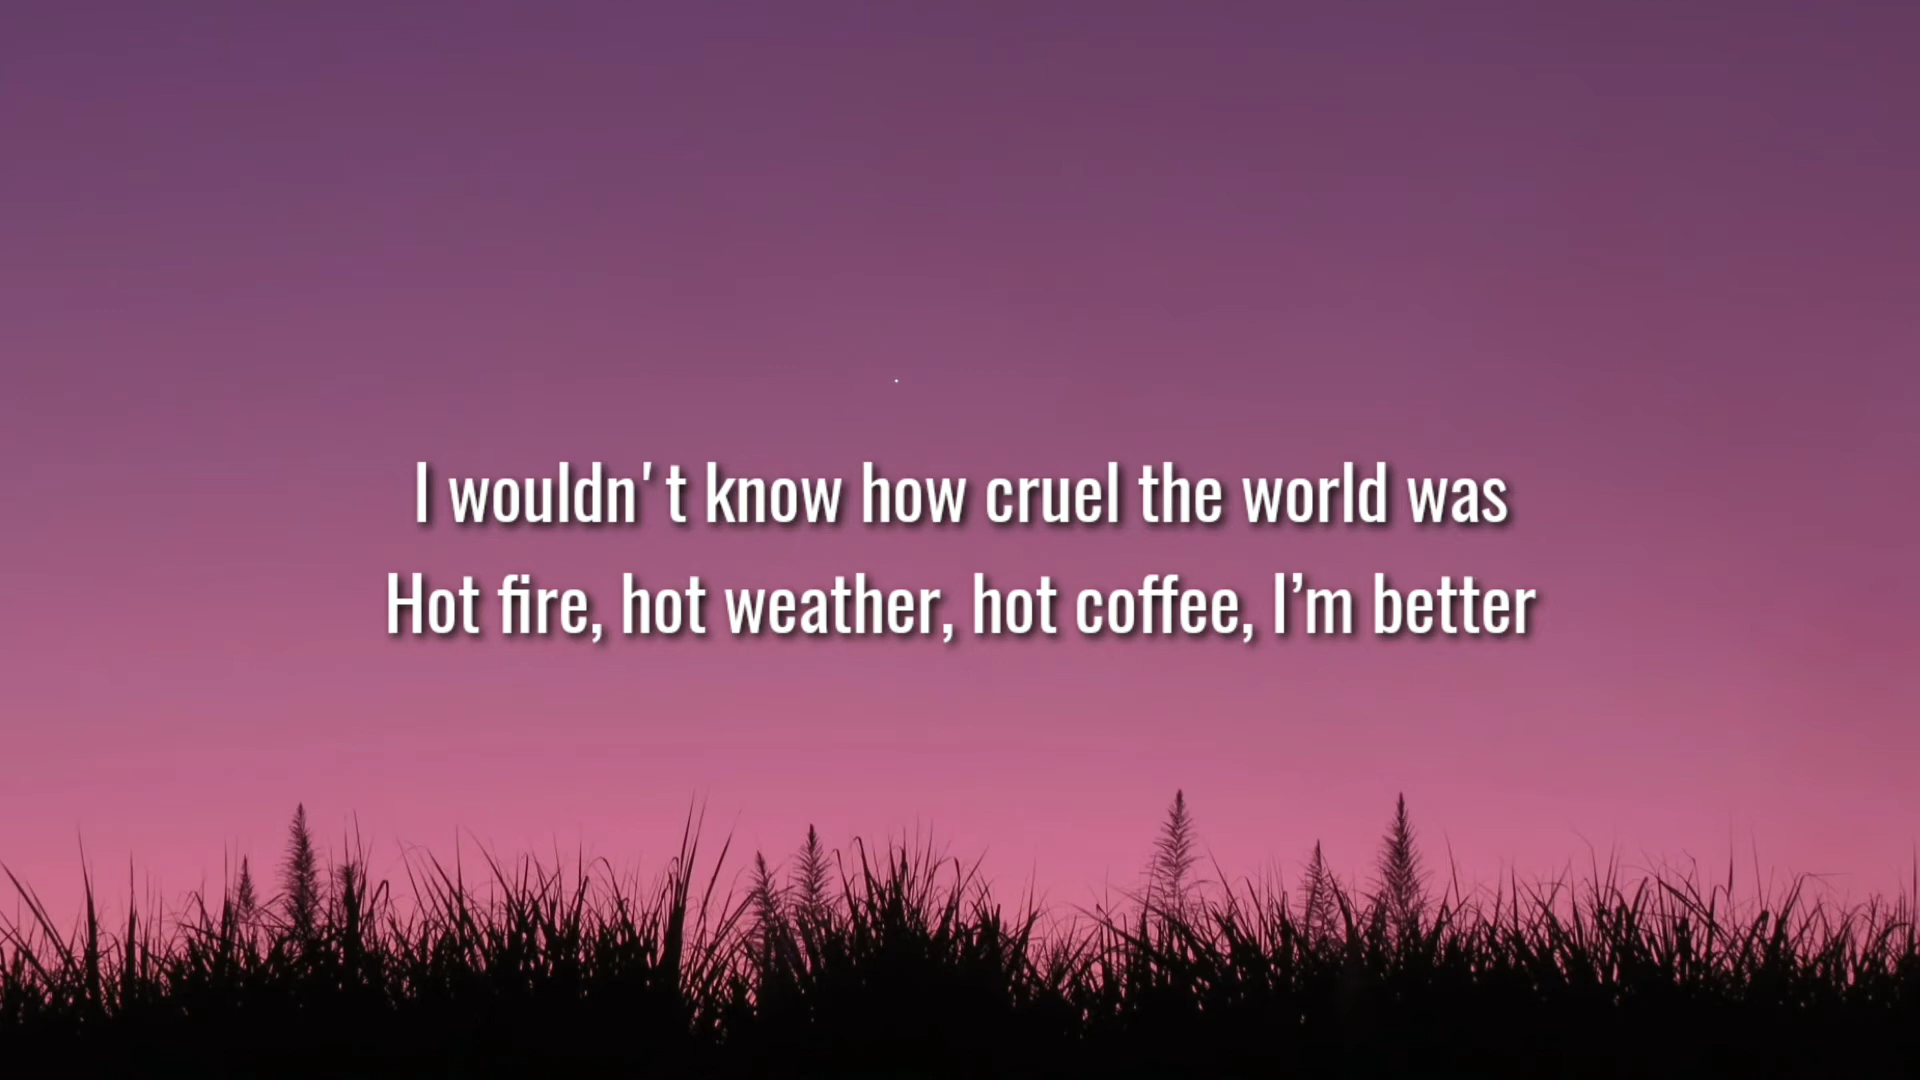 I wouldn't know how cruel the world was
Hot fire, hot weather, hot coffee, I’m better